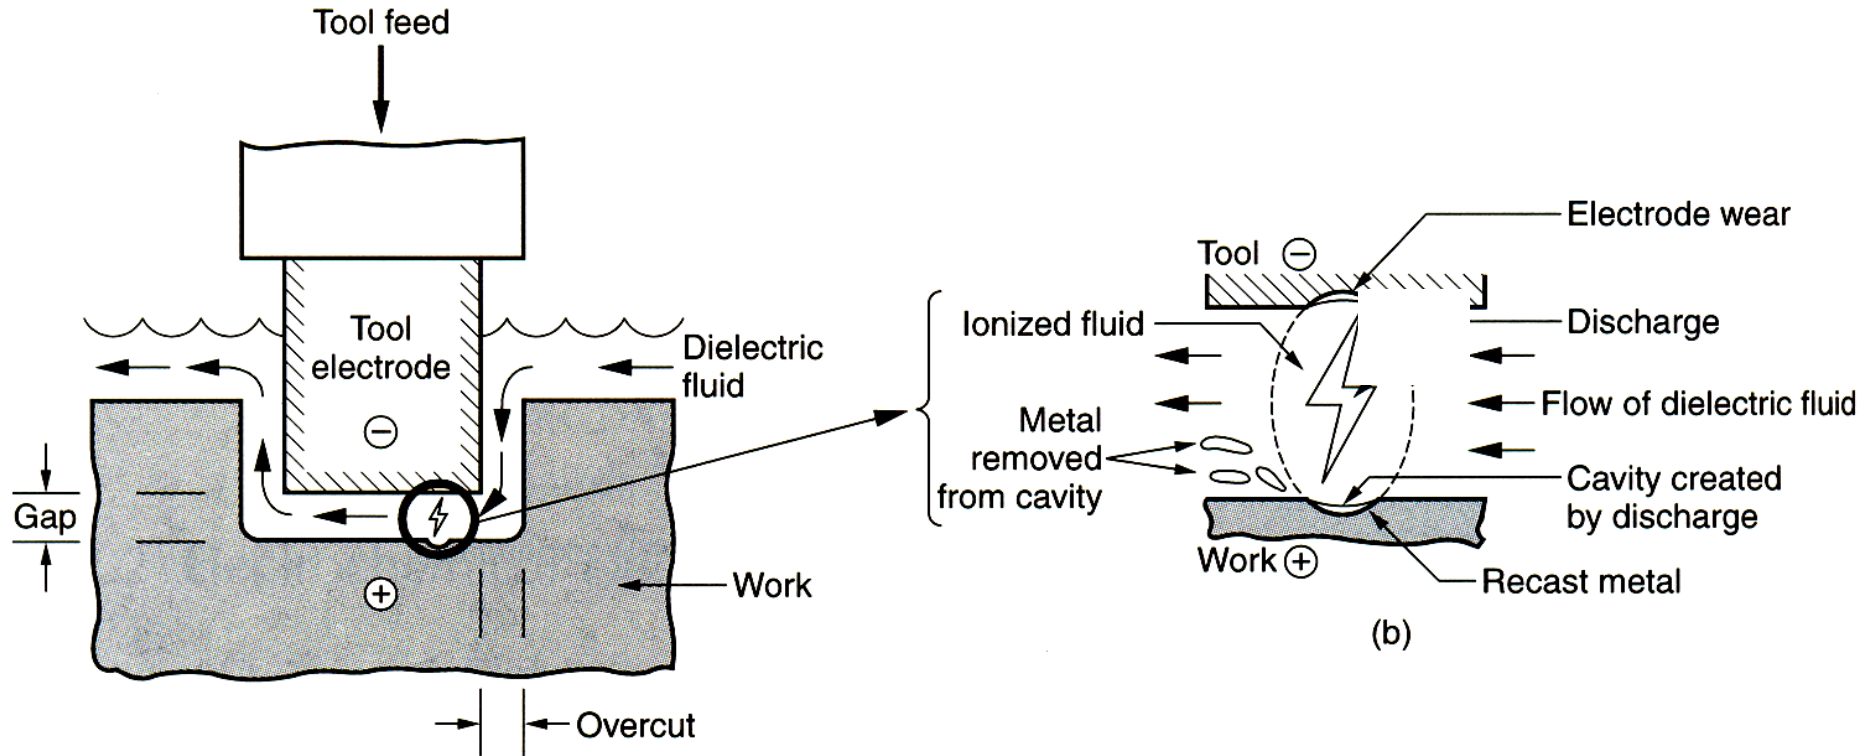 Tool feed
Tool
electrode
−
Dielectric
fluid
Gap
+
Work
Overcut
Electrode wear
Tool −
Ionized fluid
Discharge
Flow of dielectric fluid
Metal
removed
from cavity
Cavity created
by discharge
Work +
Recast metal
(b)